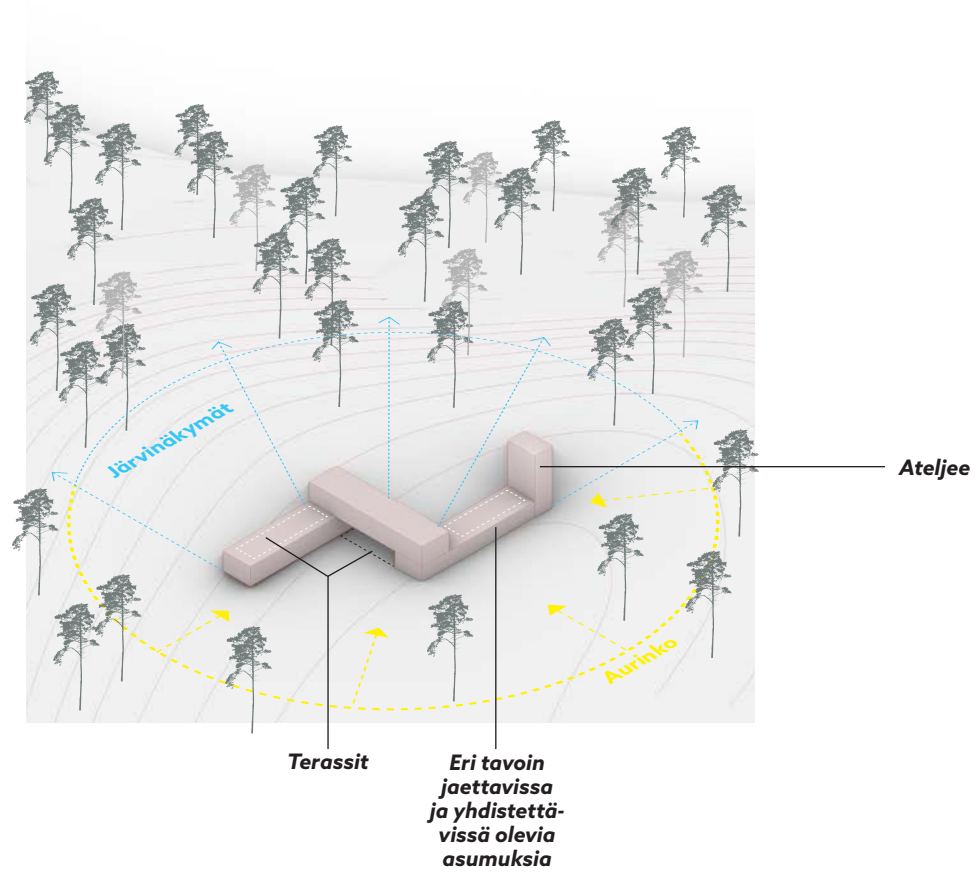 Järvinäkymät
Ateljee
Aurinko
Terassit
Eri tavoin
jaettavissa
ja yhdistettä-
vissä olevia
asumuksia